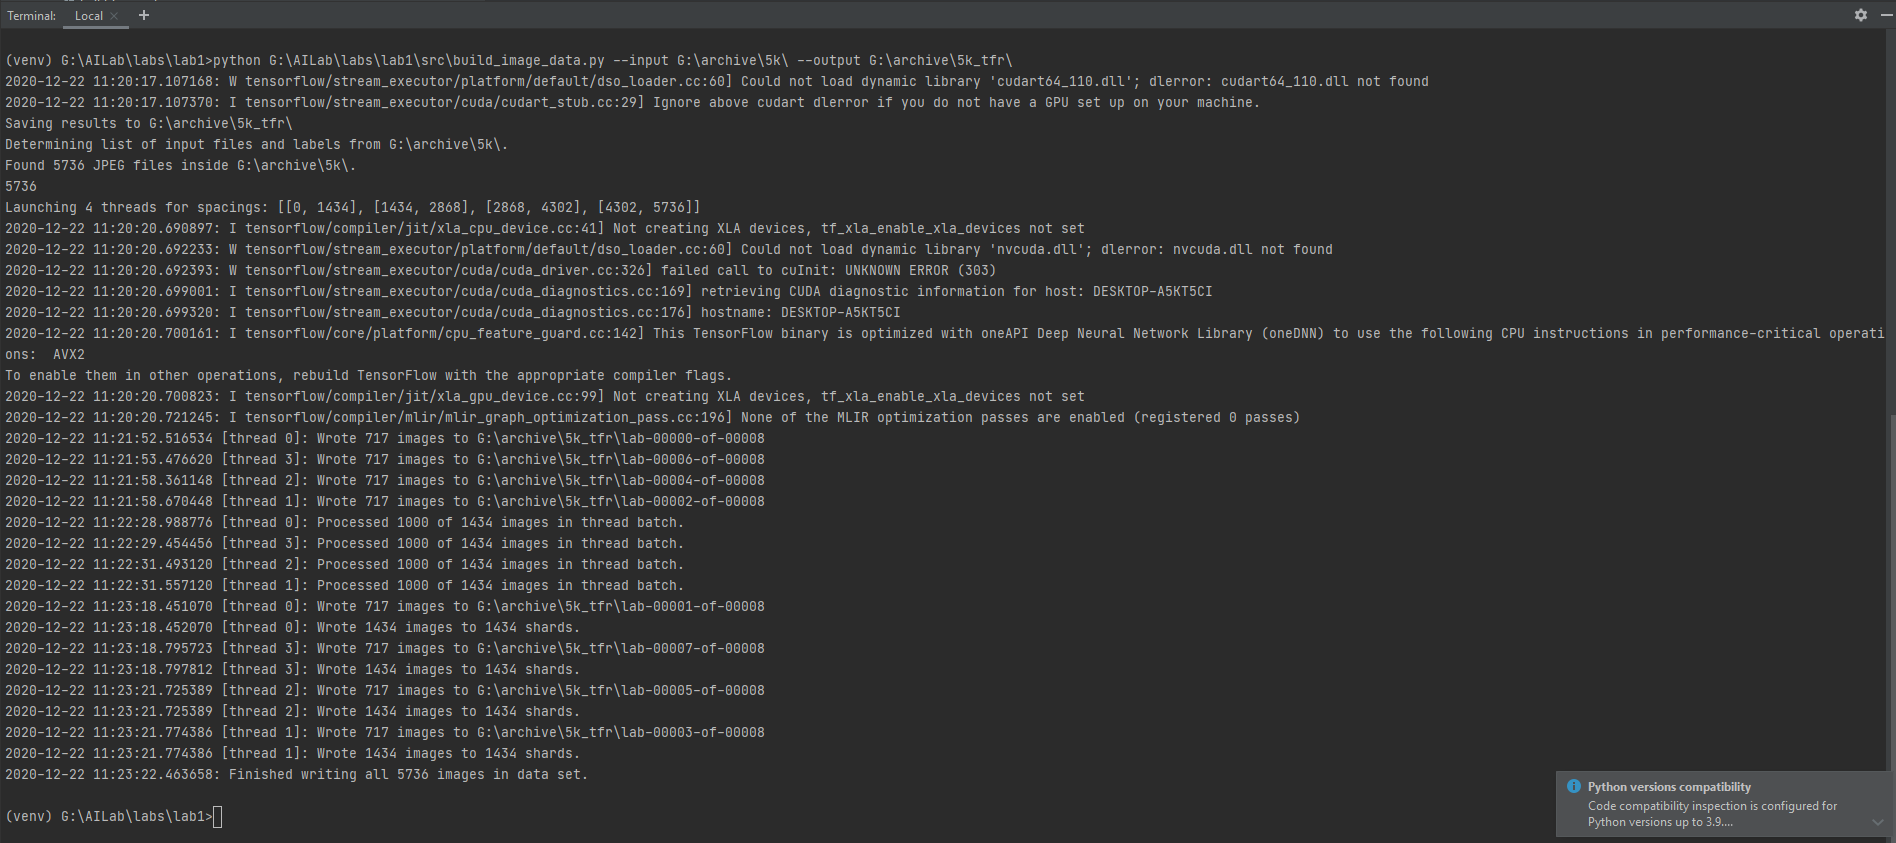 Terminal: Local × +
(venv) G:\AILab\labs\lab1>python G:\AILab\labs\lab1\src\build_image_data.py --input G:\archive\5k\ --output G:\archive\5k_tfr\
2020-12-22 11:20:17.107168: W tensorflow/stream_executor/platform/default/dso_loader.cc:60] Could not load dynamic library 'cudart64_110.dll'; dlerror: cudart64_110.dll not found
2020-12-22 11:20:17.107370: I tensorflow/stream_executor/cuda/cudart_stub.cc:29] Ignore above cudart dlerror if you do not have a GPU set up on your machine.
Saving results to G:\archive\5k_tfr\
Determining list of input files and labels from G:\archive\5k\.
Found 5736 JPEG files inside G:\archive\5k\.
5736
Launching 4 threads for spacings: [[0, 1434], [1434, 2868], [2868, 4302], [4302, 5736]]
2020-12-22 11:20:20.690897: I tensorflow/compiler/jit/xla_cpu_device.cc:41] Not creating XLA devices, tf_xla_enable_xla_devices not set
2020-12-22 11:20:20.692233: W tensorflow/stream_executor/platform/default/dso_loader.cc:60] Could not load dynamic library 'nvcuda.dll'; dlerror: nvcuda.dll not found
2020-12-22 11:20:20.692393: W tensorflow/stream_executor/cuda/cuda_driver.cc:326] failed call to cuInit: UNKNOWN ERROR (303)
2020-12-22 11:20:20.699001: I tensorflow/stream_executor/cuda/cuda_diagnostics.cc:169] retrieving CUDA diagnostic information for host: DESKTOP-A5KT5CI
2020-12-22 11:20:20.699320: I tensorflow/stream_executor/cuda/cuda_diagnostics.cc:176] hostname: DESKTOP-A5KT5CI
2020-12-22 11:20:20.700161: I tensorflow/core/platform/cpu_feature_guard.cc:142] This TensorFlow binary is optimized with oneAPI Deep Neural Network Library (oneDNN) to use the following CPU instructions in performance-critical operati
ons:  AVX2
To enable them in other operations, rebuild TensorFlow with the appropriate compiler flags.
2020-12-22 11:20:20.700823: I tensorflow/compiler/jit/xla_gpu_device.cc:99] Not creating XLA devices, tf_xla_enable_xla_devices not set
2020-12-22 11:20:20.721245: I tensorflow/compiler/mlir/mlir_graph_optimization_pass.cc:196] None of the MLIR optimization passes are enabled (registered 0 passes)
2020-12-22 11:21:52.516534 [thread 0]: Wrote 717 images to G:\archive\5k_tfr\lab-00000-of-00008
2020-12-22 11:21:53.476620 [thread 3]: Wrote 717 images to G:\archive\5k_tfr\lab-00006-of-00008
2020-12-22 11:21:58.361148 [thread 2]: Wrote 717 images to G:\archive\5k_tfr\lab-00004-of-00008
2020-12-22 11:21:58.670448 [thread 1]: Wrote 717 images to G:\archive\5k_tfr\lab-00002-of-00008
2020-12-22 11:22:28.988776 [thread 0]: Processed 1000 of 1434 images in thread batch.
2020-12-22 11:22:29.454456 [thread 3]: Processed 1000 of 1434 images in thread batch.
2020-12-22 11:22:31.493120 [thread 2]: Processed 1000 of 1434 images in thread batch.
2020-12-22 11:22:31.557120 [thread 1]: Processed 1000 of 1434 images in thread batch.
2020-12-22 11:23:18.451070 [thread 0]: Wrote 717 images to G:\archive\5k_tfr\lab-00001-of-00008
2020-12-22 11:23:18.452070 [thread 0]: Wrote 1434 images to 1434 shards.
2020-12-22 11:23:18.795723 [thread 3]: Wrote 717 images to G:\archive\5k_tfr\lab-00007-of-00008
2020-12-22 11:23:18.797812 [thread 3]: Wrote 1434 images to 1434 shards.
2020-12-22 11:23:21.725389 [thread 2]: Wrote 717 images to G:\archive\5k_tfr\lab-00005-of-00008
2020-12-22 11:23:21.725389 [thread 2]: Wrote 1434 images to 1434 shards.
2020-12-22 11:23:21.774386 [thread 1]: Wrote 717 images to G:\archive\5k_tfr\lab-00003-of-00008
2020-12-22 11:23:21.774386 [thread 1]: Wrote 1434 images to 1434 shards.
2020-12-22 11:23:22.463658: Finished writing all 5736 images in data set.
(venv) G:\AILab\labs\lab1>
Python versions compatibility
Code compatibility inspection is configured for
Python versions up to 3.9....